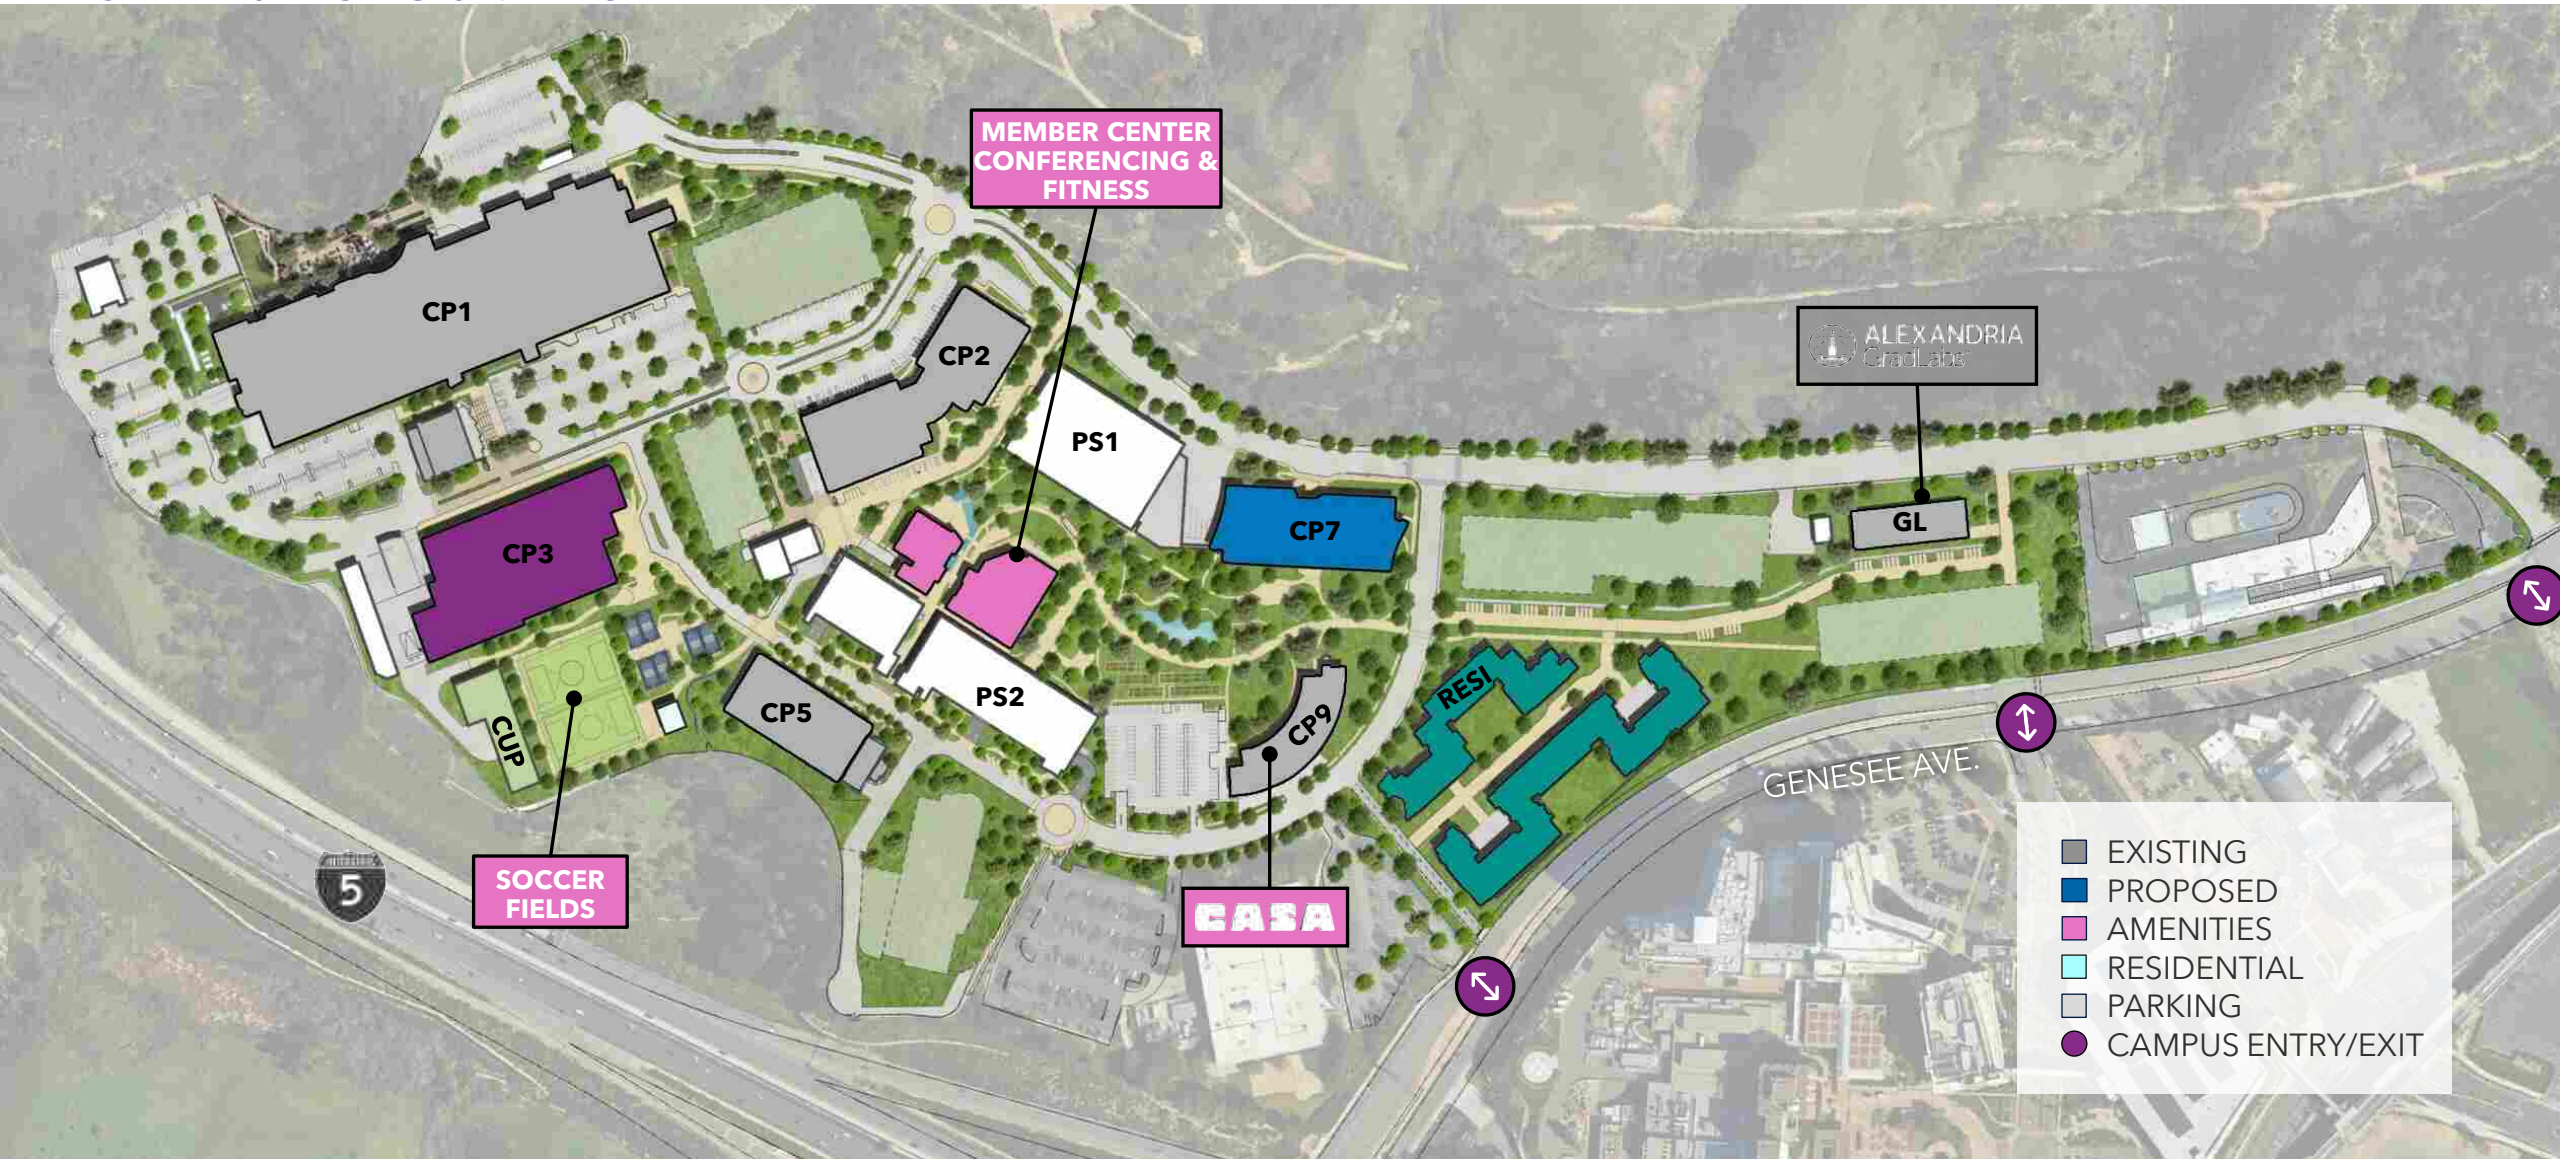 MEMBER CENTER
CONFERENCING &
FITNESS
ALEXANDRIA
GradLabs
CP1
CP2
PS1
CP7
GL
CP3
RESI
CP5
PS2
CP9
CUP
GENESEE AVE.
5
SOCCER
FIELDS
CASA
EXISTING
PROPOSED
AMENITIES
RESIDENTIAL
PARKING
CAMPUS ENTRY/EXIT